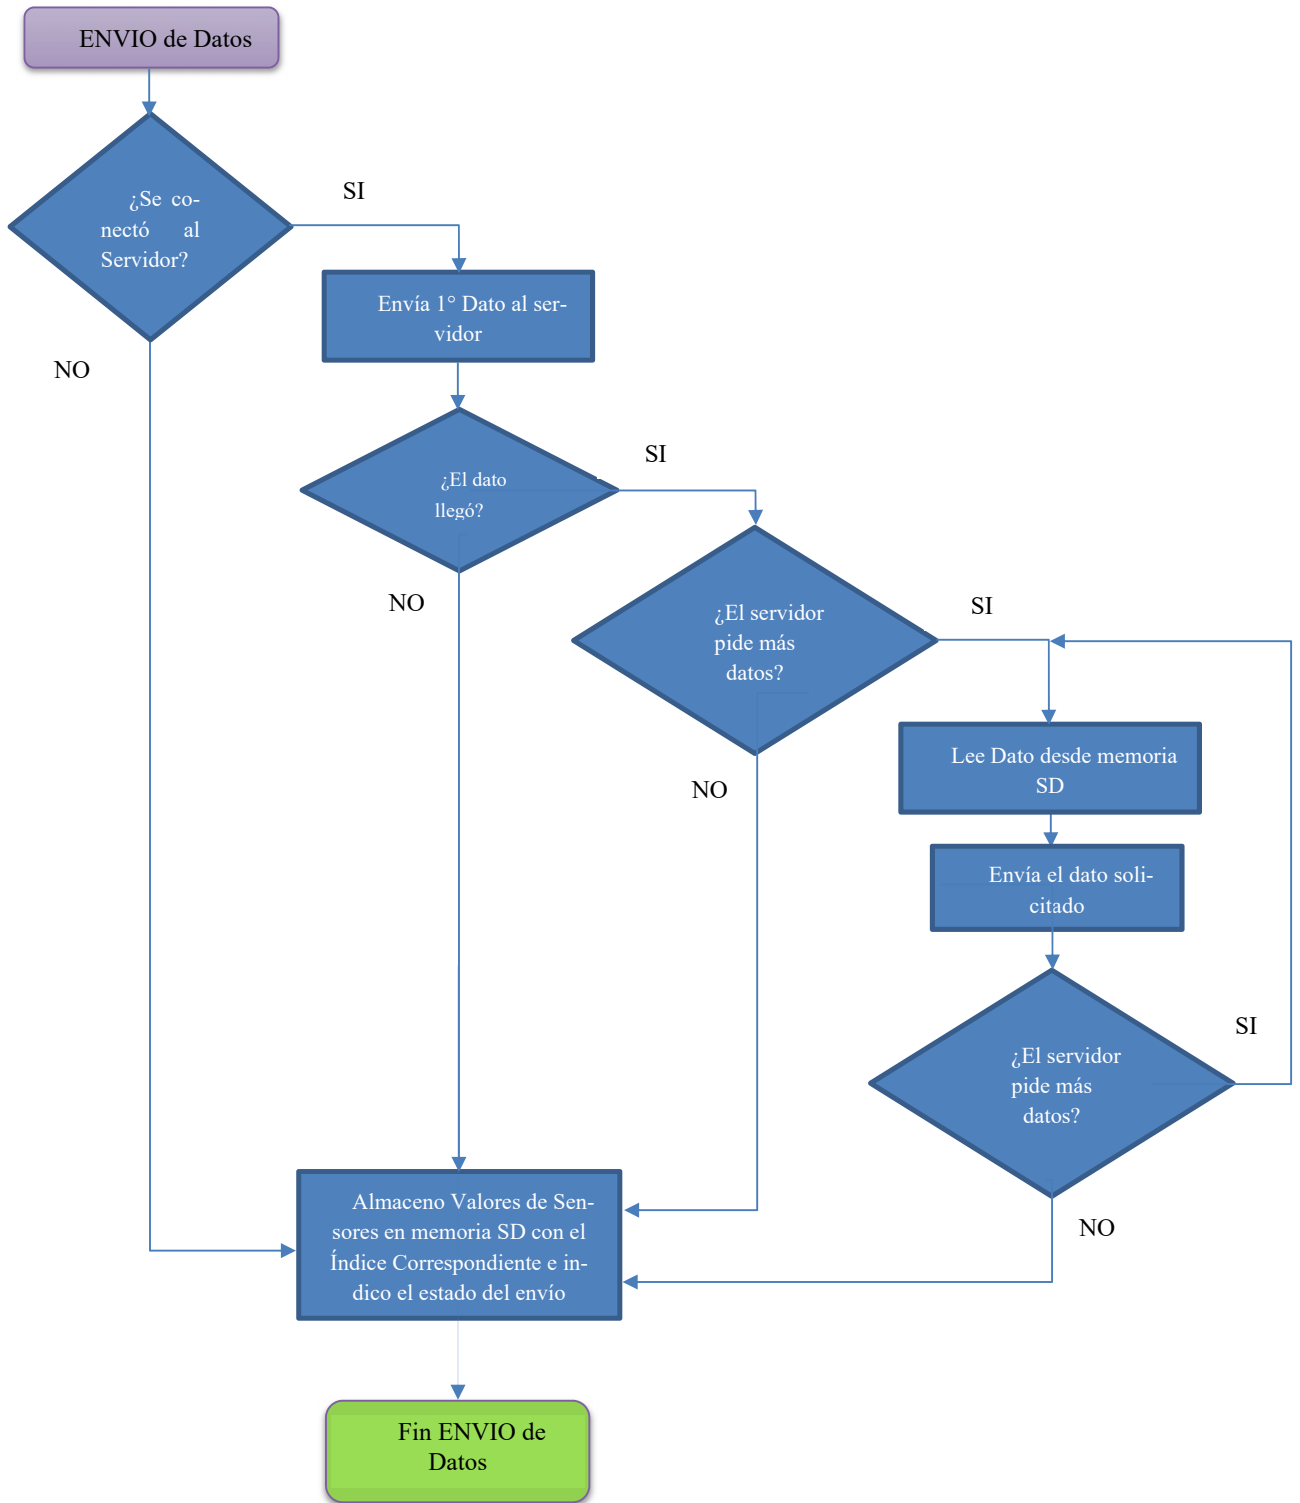 ENVIO de Datos
¿Se co-
nectó al
Servidor?
SI
NO
Envía 1° Dato al ser-
vidor
¿El dato
llegó?
SI
NO
¿El servidor
pide más
datos?
SI
NO
Lee Dato desde memoria
SD
Envía el dato soli-
citado
¿El servidor
pide más
datos?
SI
NO
Almaceno Valores de Sen-
sores en memoria SD con el
Índice Correspondiente e in-
dico el estado del envío
Fin ENVIO de
Datos